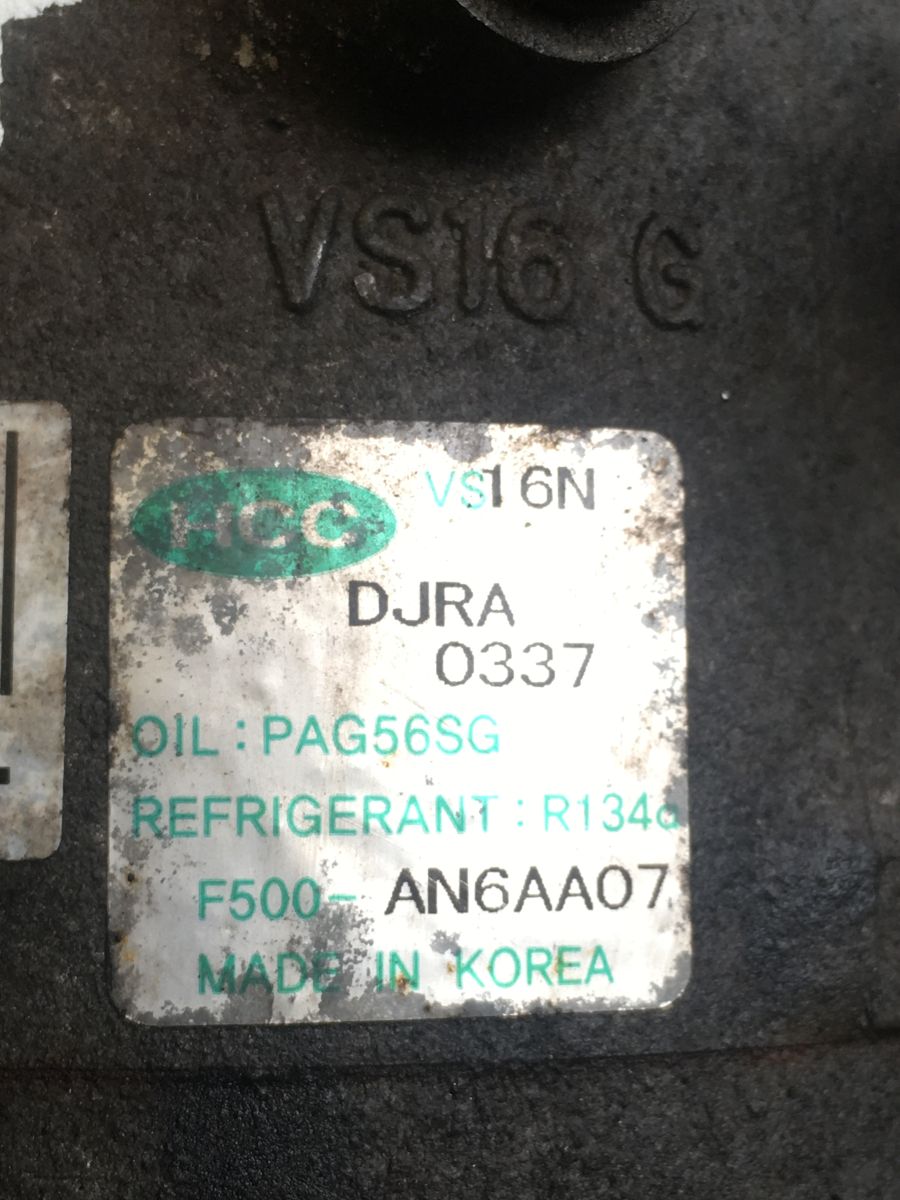 VS16 G
HCC VS16N
DJRA
0337
OIL : PAG56SG
REFRIGERANT : R134a
F500- AN6AA07
MADE IN KOREA